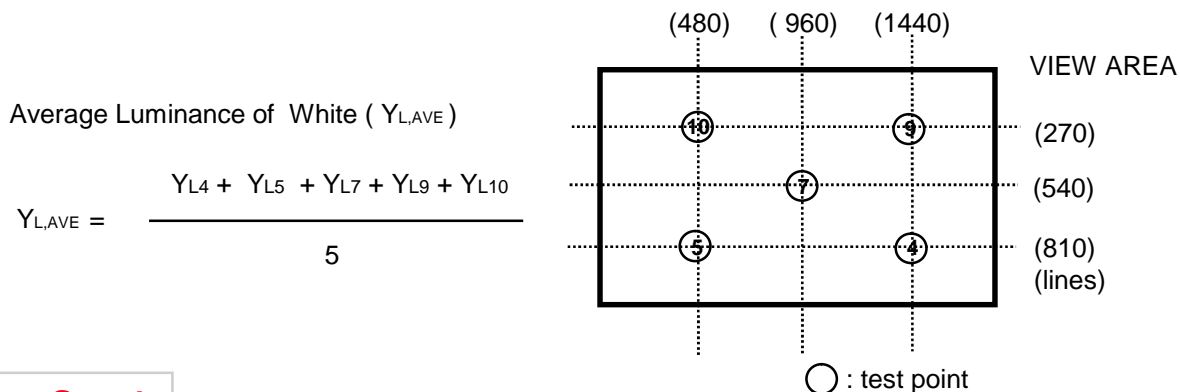 (480) ( 960) (1440)
VIEW AREA
Average Luminance of White ( YL,AVE )
10 9 (270)
YL4 + YL5 + YL7 + YL9 + YL10
7 (540)
YL,AVE =
5
5 4 (810)
(lines)
: test point